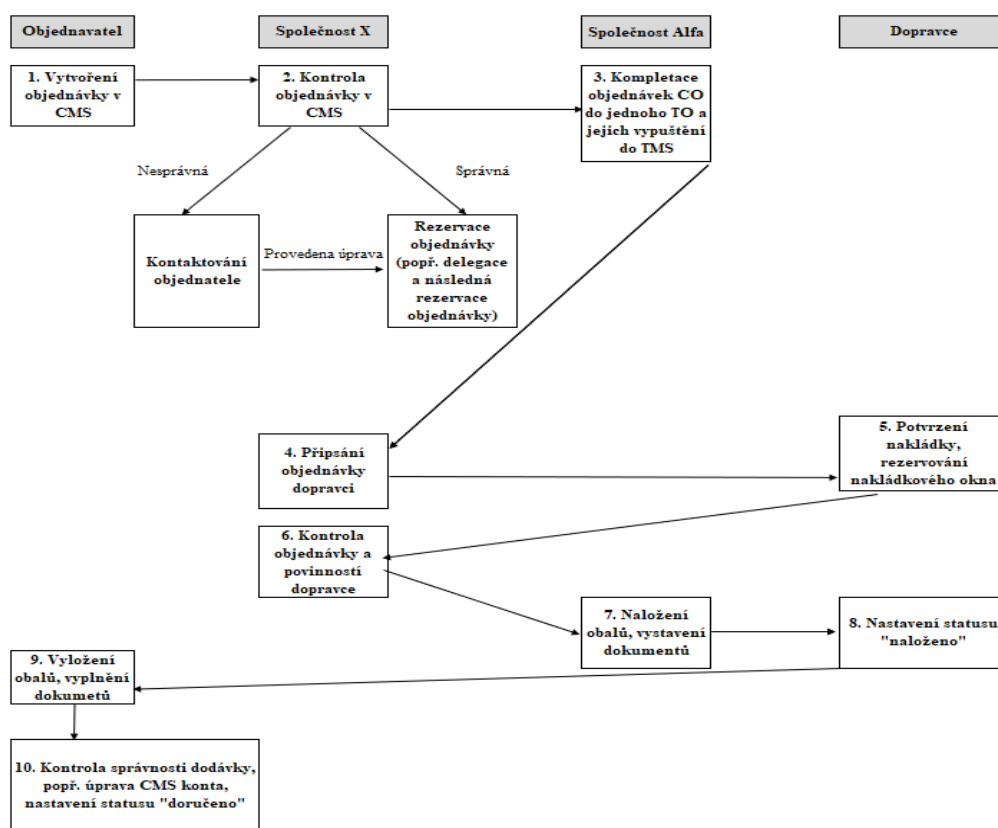 Objednavatel
Společnost X
Společnost Alfa
Dopravce
1. Vytvoření
objednávky v
CMS
2. Kontrola
objednávky v
CMS
3. Kompletace
objednávek CO
do jednoho TO a
jejich vypuštění
do TMS
Nesprávná
Správná
Kontaktování
objednatele
Provedena úprava
Rezervace
objednávky
(popř. delegace
a následná
rezervace
objednávky)
4. Připsání
objednávky
dopravci
5. Potvrzení
nakládky,
rezervování
nakládkového okna
6. Kontrola
objednávky a
povinností
dopravce
7. Naložení
obalů, vystavení
dokumentů
8. Nastavení statusu
"naloženo"
9. Vyložení
obalů, vyplnění
dokumetů
10. Kontrola správnosti dodávky,
popř. úprava CMS konta,
nastavení statusu "doručeno"